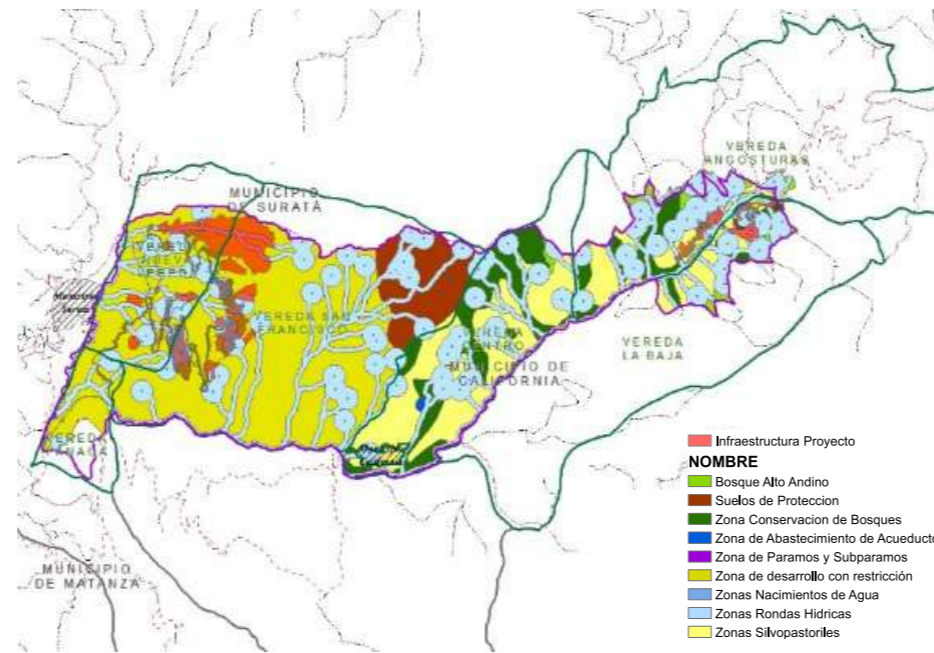 VEREDA
ANGOSTURAS
MUNICIPIO
DE SURATÁ
VEREDA SAN
FRANCISCO
CENTRO
MUNICIPIO DE
CALIFORNIA
VEREDA
LA BAJA
MUNICIPIO
DE MATANZA
Infraestructura Proyecto
NOMBRE
Bosque Alto Andino
Suelos de Proteccion
Zona Conservacion de Bosques
Zona de Abastecimiento de Acueducto
Zona de Paramos y Subparamos
Zona de desarrollo con restricción
Zonas Nacimientos de Agua
Zonas Rondas Hidricas
Zonas Silvopastoriles